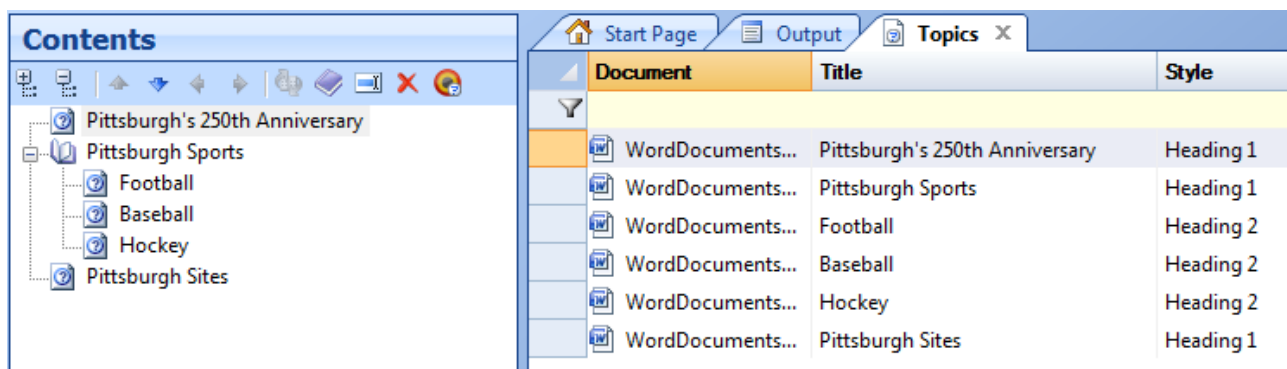 Contents
Pittsburgh's 250th Anniversary
Pittsburgh Sports
Football
Baseball
Hockey
Pittsburgh Sites
Start Page Output Topics
Document Title Style
WordDocuments... Pittsburgh's 250th Anniversary Heading 1
WordDocuments... Pittsburgh Sports Heading 1
WordDocuments... Football Heading 2
WordDocuments... Baseball Heading 2
WordDocuments... Hockey Heading 2
WordDocuments... Pittsburgh Sites Heading 1